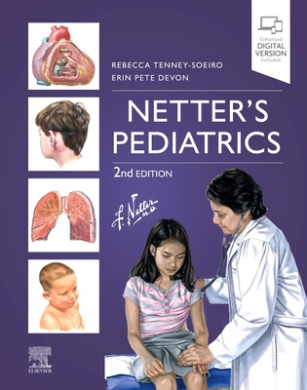 REBECCA TENNEY-SOEIRO
ERIN PETE DEVON
Enhanced
DIGITAL
VERSION
Included
NETTER'S
PEDIATRICS
2nd EDITION
F. Netter
M.D.
ELSEVIER